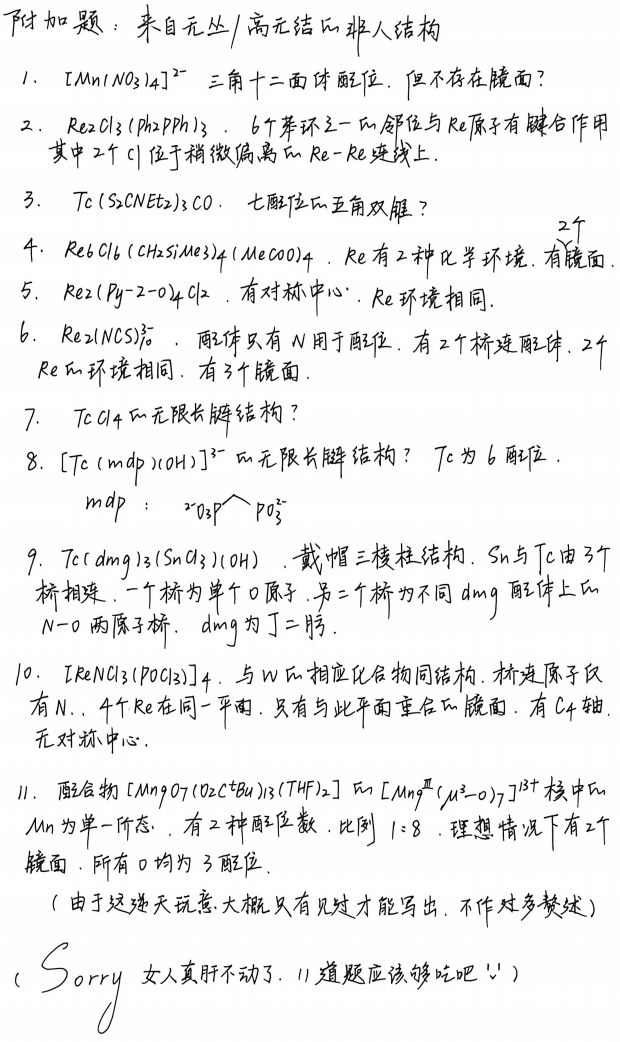 附加题：来自无丛/高无结的非人结构
1. [Mn(NO3)4]²⁻ 三角十二面体配位，但不存在镜面？
2. Re2Cl3(Ph2PPh)3. 6个苯环之一的邻位与Re原子有键合作用
其中2个Cl位于稍微偏离的Re-Re连线上.
3. Tc(S2CNEt2)3CO. 七配位的五角双锥？
4. Re6Cl6(CH2SiMe3)4(MeCOO)4. Re有2种化学环境. 有2个镜面.
5. Re2(Py-2-O)4Cl2. 有对称中心. Re环境相同.
6. Re2(NCS)10³⁻. 配体只有N用于配位. 有2个桥连配体. 2个
Re的环境相同. 有3个镜面.
7. TcCl4的无限长链结构？
8. [Tc(mdp)(OH)]³⁻的无限长链结构？ Tc为6配位.
mdp: ²⁻O3P PO3²⁻
9. Tc(dmg)3(SnCl3)(OH). 戴帽三棱柱结构. Sn与Tc由3个
桥相连. 一个桥为单个O原子. 另二个桥为不同dmg配体上的
N-O两原子桥. dmg为丁二肟.
10. [ReNCl3(POCl3)]4. 与W的相应化合物同结构. 桥连原子仅
有N., 4个Re在同一平面. 只有与此平面重合的镜面. 有C4轴.
无对称中心.
11. 配合物[Mn9O7(O2CtBu)13(THF)2]的[Mn9Ⅲ(μ³-O)7]¹³⁺核中的
Mn为单一价态. 有2种配位数. 比例1:8. 理想情况下有2个
镜面. 所有O均为3配位.
(由于这逆天玩意大概只有见过才能写出. 不作过多赘述)
(Sorry 女人真肝不动了. 11道题应该够吃吧)